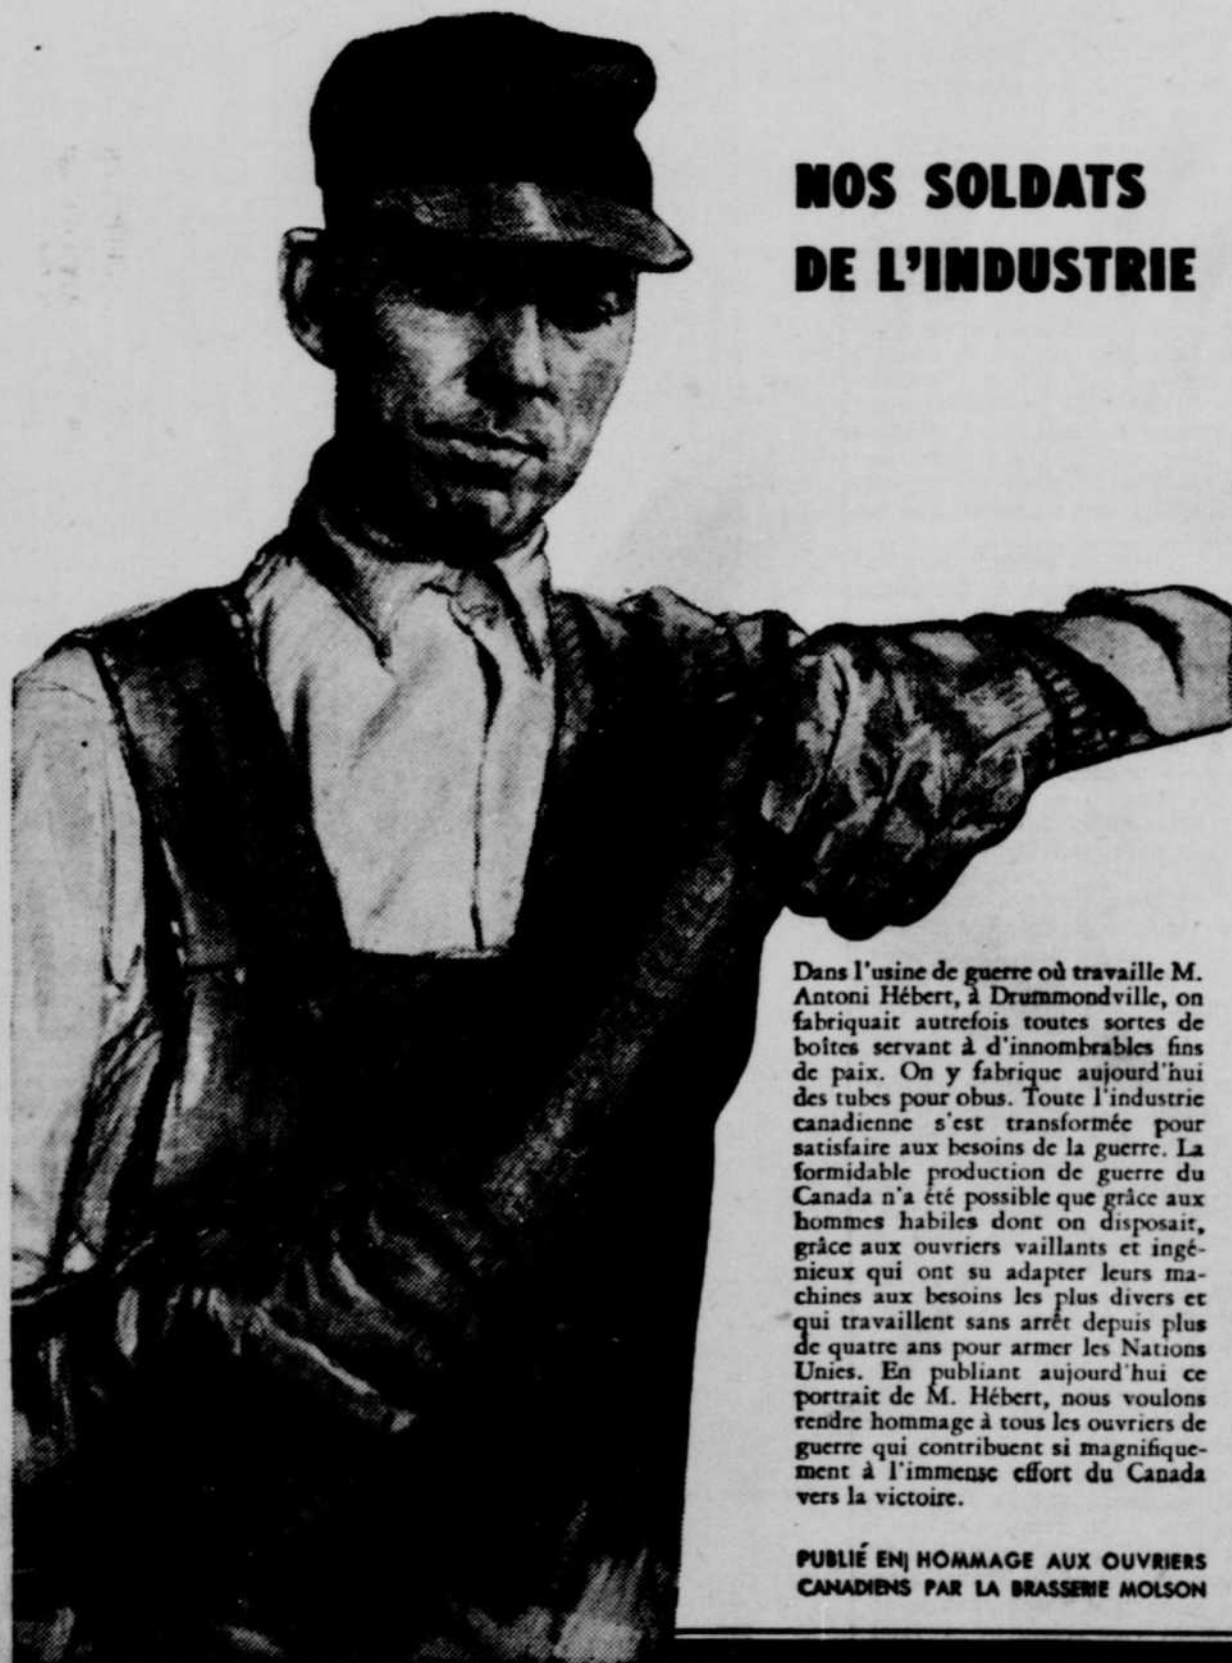 NOS SOLDATS
DE L'INDUSTRIE
Dans l'usine de guerre où travaille M.
Antoni Hébert, à Drummondville, on
fabriquait autrefois toutes sortes de
boîtes servant à d'innombrables fins
de paix. On y fabrique aujourd'hui
des tubes pour obus. Toute l'industrie
canadienne s'est transformée pour
satisfaire aux besoins de la guerre. La
formidable production de guerre du
Canada n'a été possible que grâce aux
hommes habiles dont on disposait,
grâce aux ouvriers vaillants et ingé-
nieux qui ont su adapter leurs ma-
chines aux besoins les plus divers et
qui travaillent sans arrêt depuis plus
de quatre ans pour armer les Nations
Unies. En publiant aujourd'hui ce
portrait de M. Hébert, nous voulons
rendre hommage à tous les ouvriers de
guerre qui contribuent si magnifique-
ment à l'immense effort du Canada
vers la victoire.
PUBLIÉ EN HOMMAGE AUX OUVRIERS
CANADIENS PAR LA BRASSERIE MOLSON